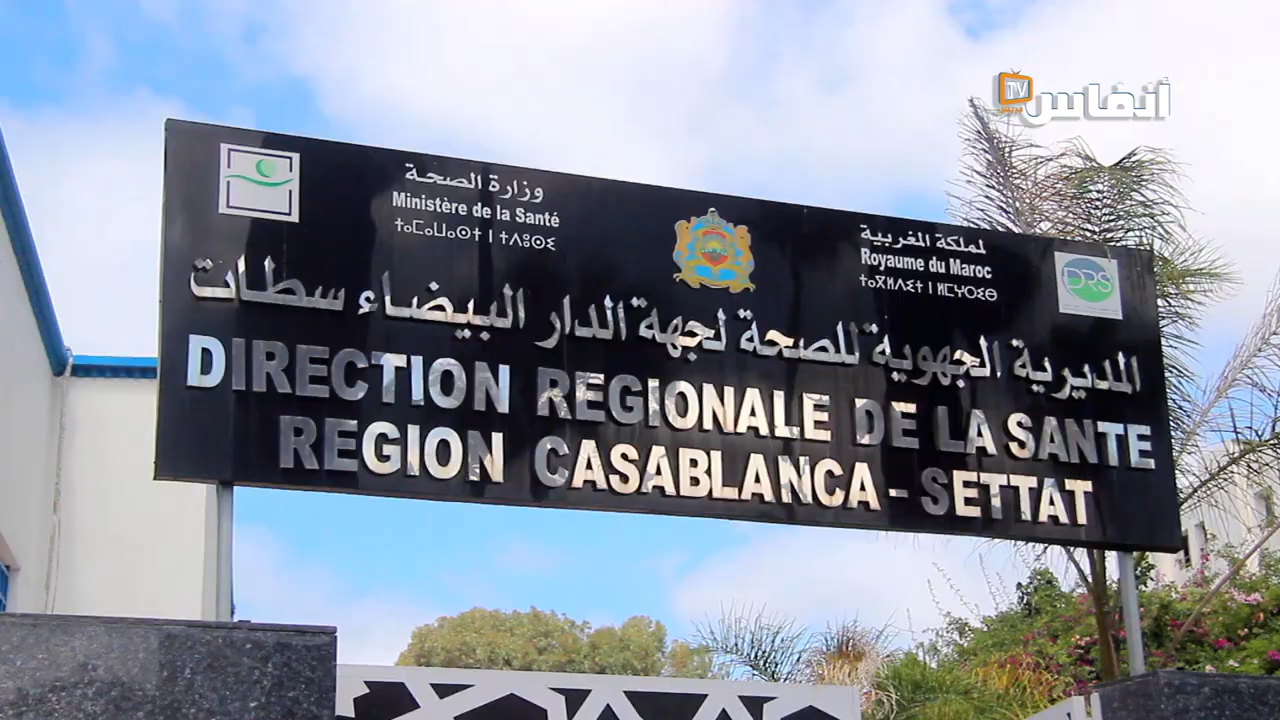 أنفاس
TV
وزارة الصحة
Ministère de la Santé
ⵜⴰⵎⴰⵡⴰⵙⵜ ⵏ ⵜⴷⵓⵙⵉ
لمملكة المغربية
Royaume du Maroc
ⵜⴰⴳⵍⴷⵉⵜ ⵏ ⵍⵎⵖⵔⵉⴱ
DRS
المديرية الجهوية للصحة لجهة الدار البيضاء سطات
DIRECTION REGIONALE DE LA SANTE
REGION CASABLANCA - SETTAT